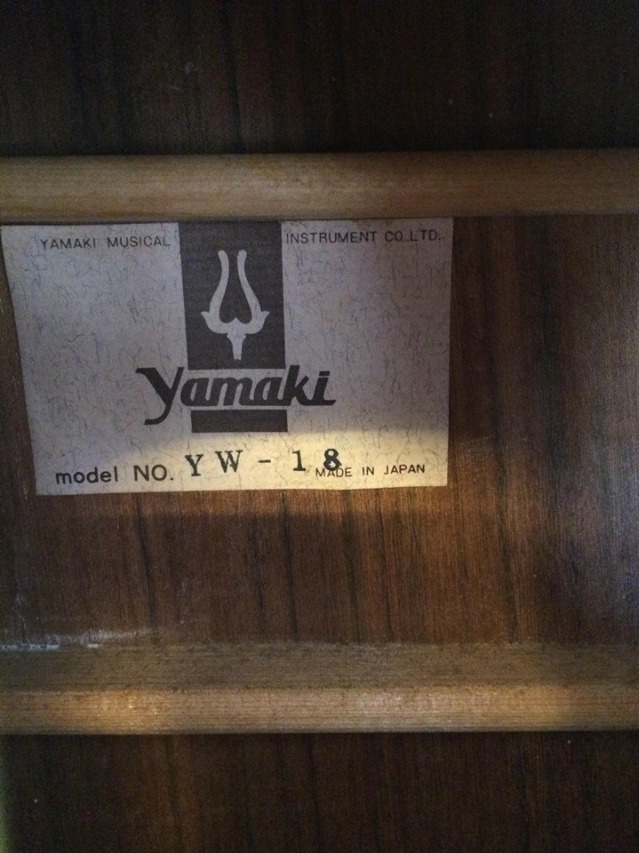 YAMAKI MUSICAL INSTRUMENT CO.,LTD.
Yamaki
model NO. YW-18 MADE IN JAPAN